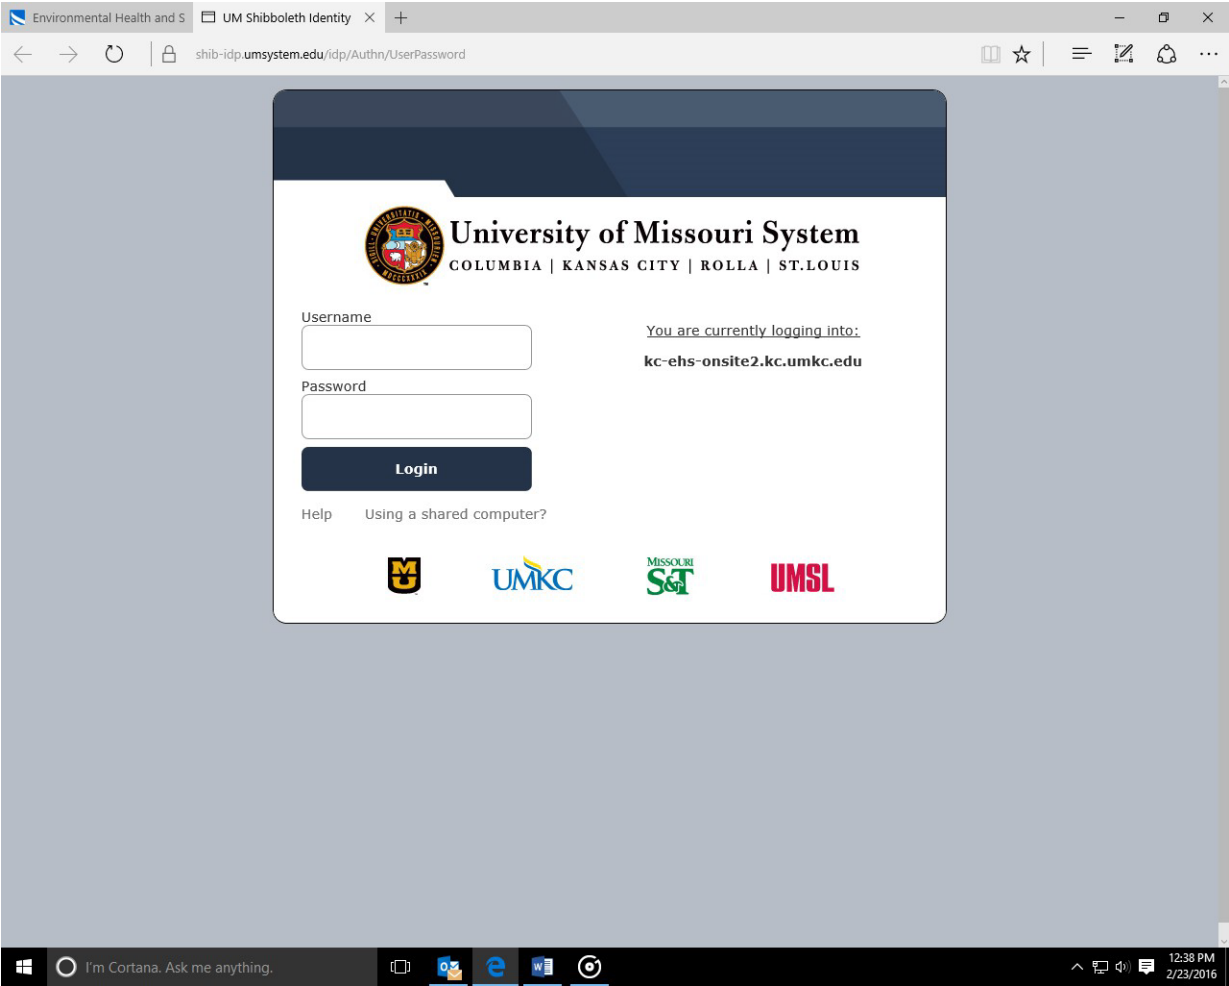 Environmental Health and S
UM Shibboleth Identity
shib-idp.umsystem.edu/idp/Authn/UserPassword
University of Missouri System
COLUMBIA | KANSAS CITY | ROLLA | ST.LOUIS
Username
You are currently logging into:
kc-ehs-onsite2.kc.umkc.edu
Password
Login
Help Using a shared computer?
MU
UMKC
MISSOURI
S&T
UMSL
I'm Cortana. Ask me anything.
12:38 PM
2/23/2016